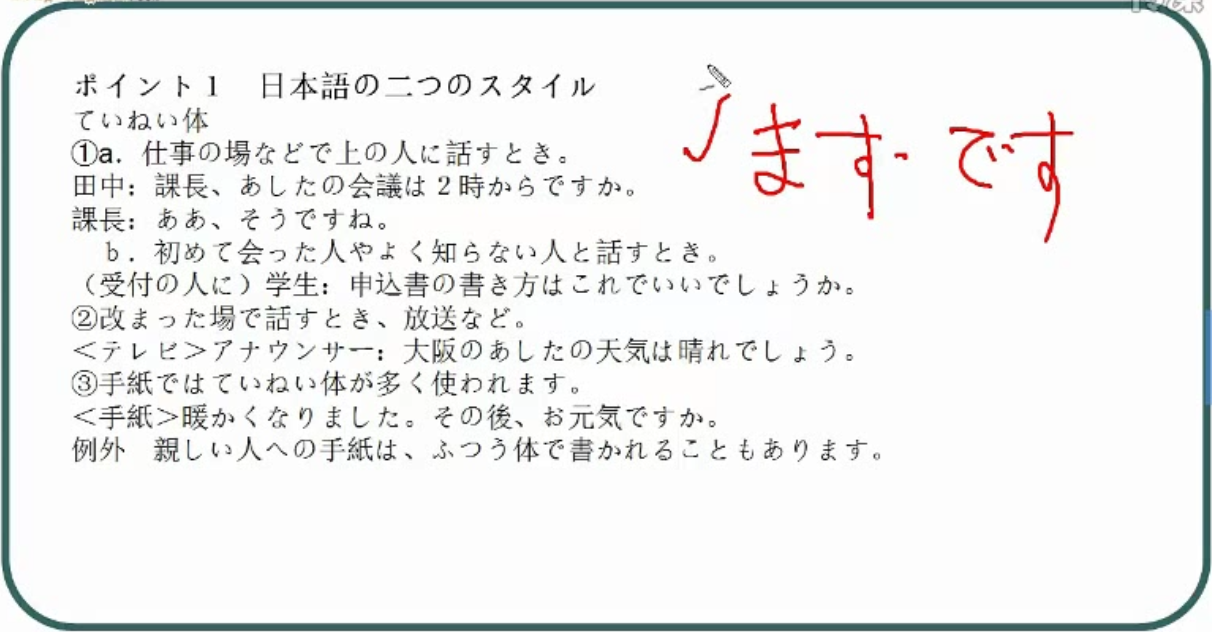 ポイント1　日本語の二つのスタイル
ていねい体
①a．仕事の場などで上の人に話すとき。
田中：課長、あしたの会議は２時からですか。
課長：ああ、そうですね。
　b．初めて会った人やよく知らない人と話すとき。
（受付の人に）学生：申込書の書き方はこれでいいでしょうか。
②改まった場で話すとき、放送など。
＜テレビ＞アナウンサー：大阪のあしたの天気は晴れでしょう。
③手紙ではていねい体が多く使われます。
＜手紙＞暖かくなりました。その後、お元気ですか。
例外　親しい人への手紙は、ふつう体で書かれることもあります。
ます・です